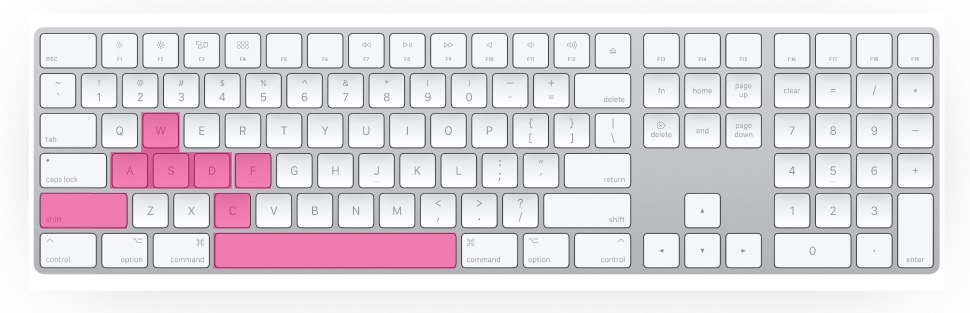 esc F1 F2 F3 F4 F5 F6 F7 F8 F9 F10 F11 F12 F13 F14 F15 F16 F17 F18 F19
~ ! @ # $ % ^ & * ( ) — +
` 1 2 3 4 5 6 7 8 9 0 - = delete fn home page up clear = / *
tab Q W E R T Y U I O P { [ } ] | \ delete end page down 7 8 9 —
caps lock A S D F G H J K L : ; " ' return 4 5 6 +
shift Z X C V B N M < , > . ? / shift 1 2 3
control option command command option control 0 . enter